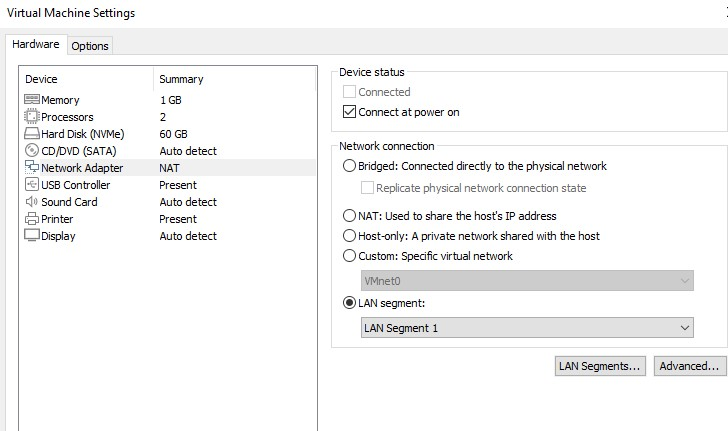 Virtual Machine Settings
Hardware Options
Device Summary
Memory 1 GB
Processors 2
Hard Disk (NVMe) 60 GB
CD/DVD (SATA) Auto detect
Network Adapter NAT
USB Controller Present
Sound Card Auto detect
Printer Present
Display Auto detect
Device status
Connected
Connect at power on
Network connection
Bridged: Connected directly to the physical network
Replicate physical network connection state
NAT: Used to share the host's IP address
Host-only: A private network shared with the host
Custom: Specific virtual network
VMnet0
LAN segment:
LAN Segment 1
LAN Segments... Advanced...